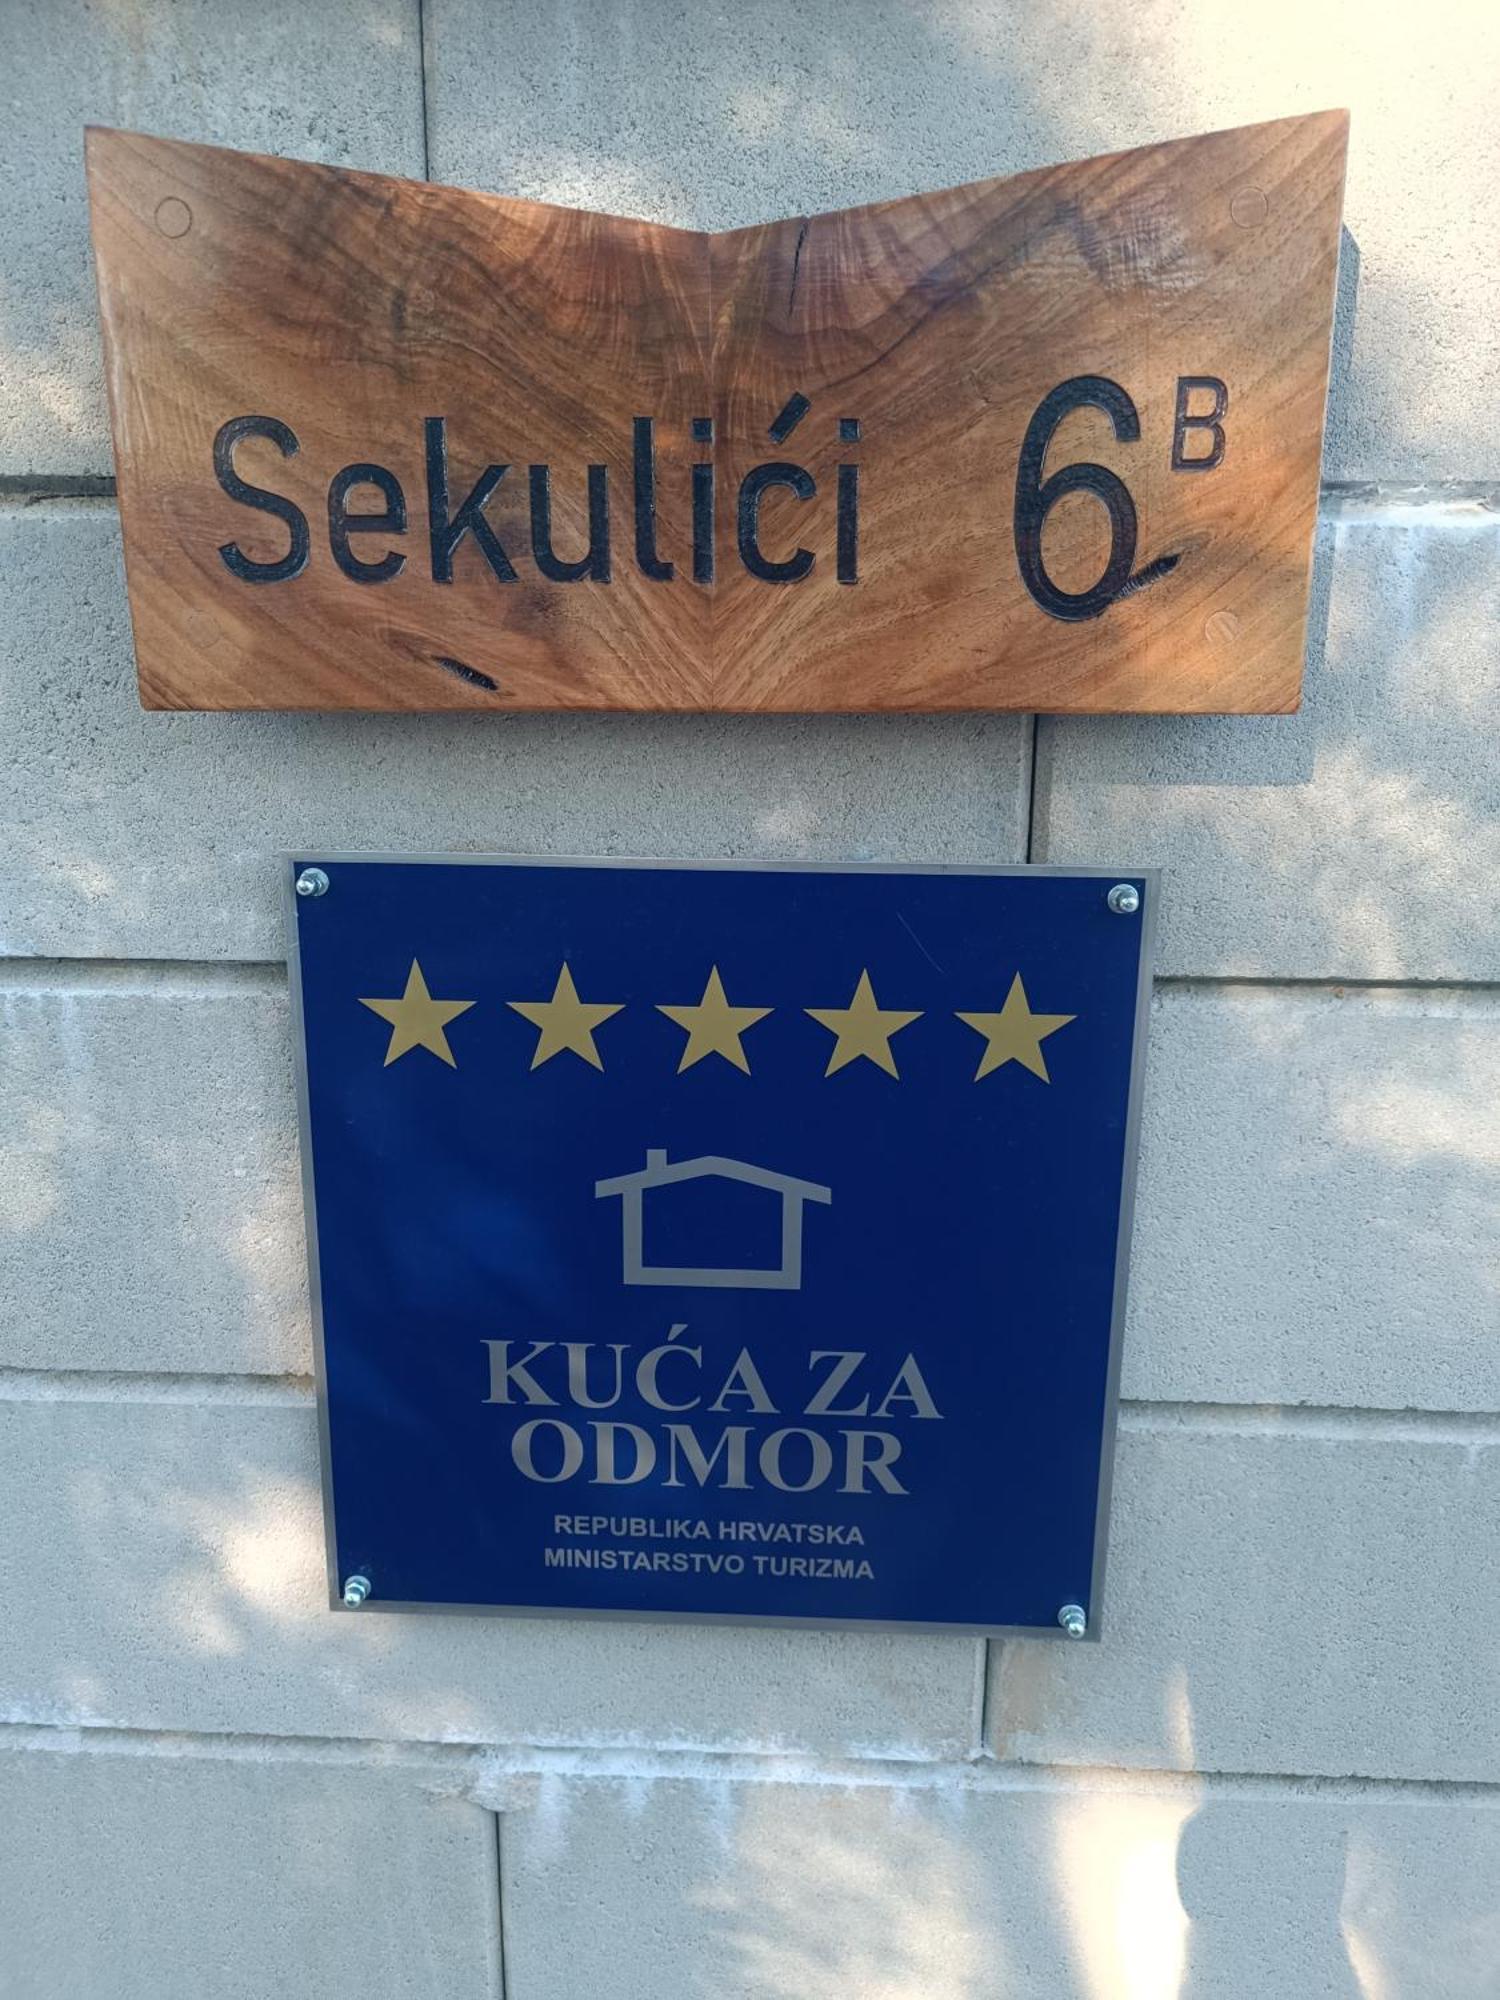 Sekulići 6B
KUĆA ZA
ODMOR
REPUBLIKA HRVATSKA
MINISTARSTVO TURIZMA